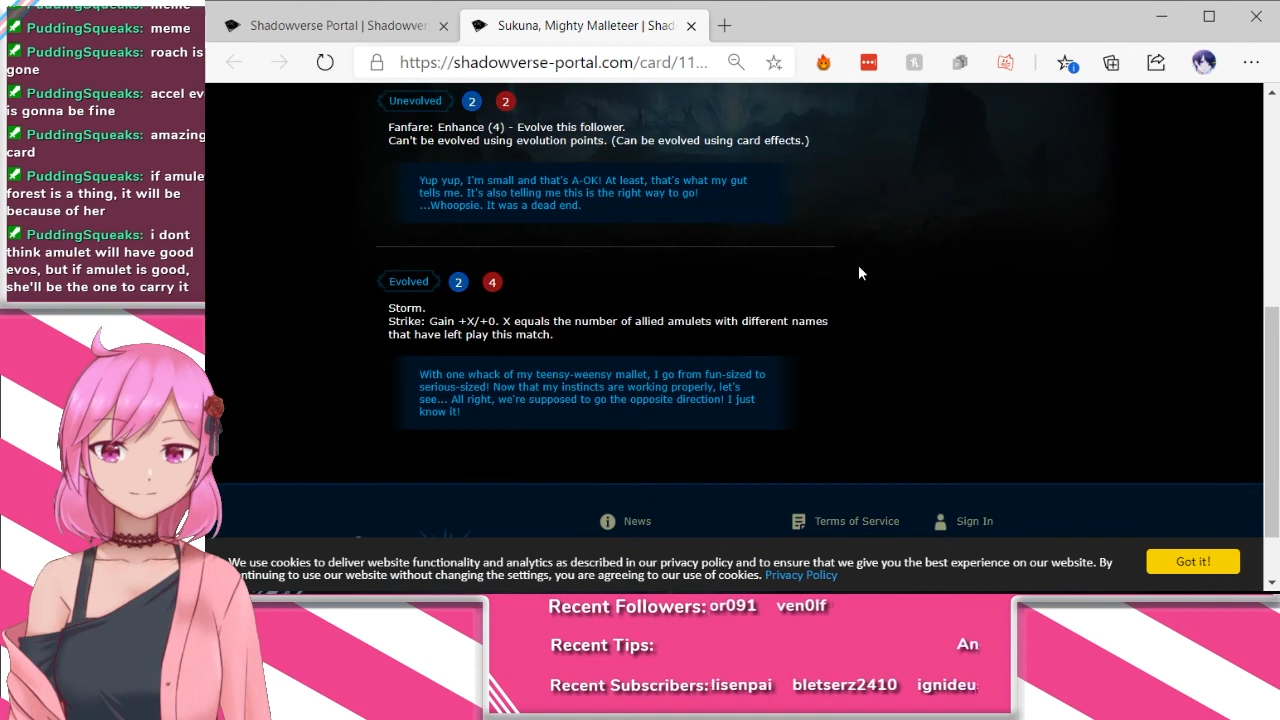 PuddingSqueaks: meme
PuddingSqueaks: roach is
gone
PuddingSqueaks: accel evo
is gonna be fine
PuddingSqueaks: amazing
card
PuddingSqueaks: if amulet
forest is a thing, it will be
because of her
PuddingSqueaks: i dont
think amulet will have good
evos, but if amulet is good,
she'll be the one to carry it
Shadowverse Portal | Shadowver
Sukuna, Mighty Malleteer | Shad
https://shadowverse-portal.com/card/11...
Unevolved 2 2
Fanfare: Enhance (4) - Evolve this follower.
Can't be evolved using evolution points. (Can be evolved using card effects.)
Yup yup, I'm small and that's A-OK! At least, that's what my gut
tells me. It's also telling me this is the right way to go!
...Whoopsie. It was a dead end.
Evolved 2 4
Storm.
Strike: Gain +X/+0. X equals the number of allied amulets with different names
that have left play this match.
With one whack of my teensy-weensy mallet, I go from fun-sized to
serious-sized! Now that my instincts are working properly, let's
see... All right, we're supposed to go the opposite direction! I just
know it!
News
Terms of Service
Sign In
We use cookies to deliver website functionality and analytics as described in our privacy policy and to ensure that we give you the best experience on our website. By
ntinuing to use our website without changing the settings, you are agreeing to our use of cookies. Privacy Policy
Got it!
Recent Followers: or091 ven0lf
Recent Tips: An
Recent Subscribers: lisenpai bletserz2410 ignideu